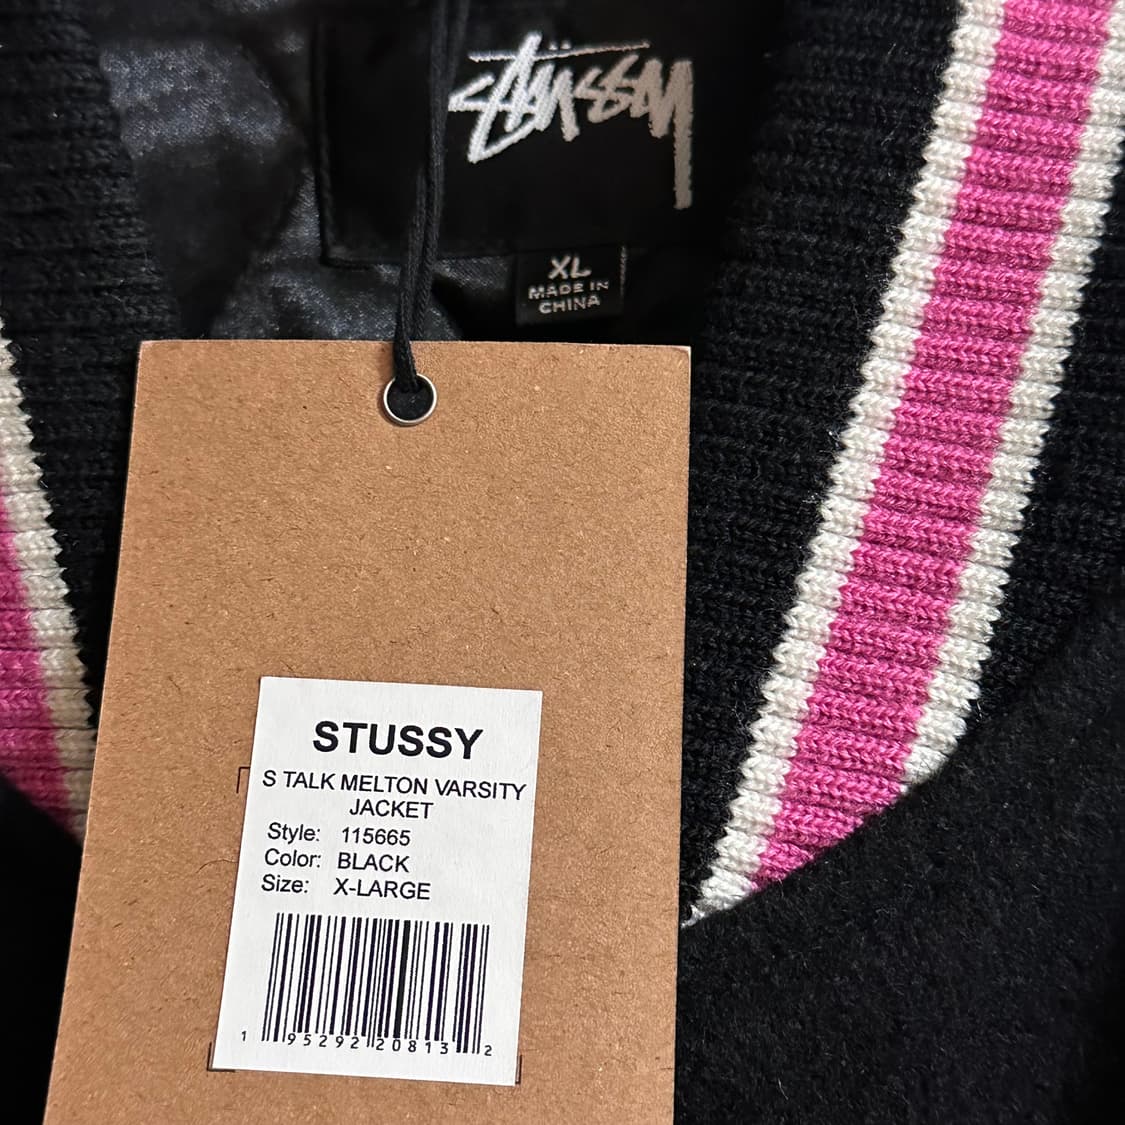 Stüssy
XL
MADE IN
CHINA
STUSSY
S TALK MELTON VARSITY
JACKET
Style: 115665
Color: BLACK
Size: X-LARGE
1 95292 20813 2